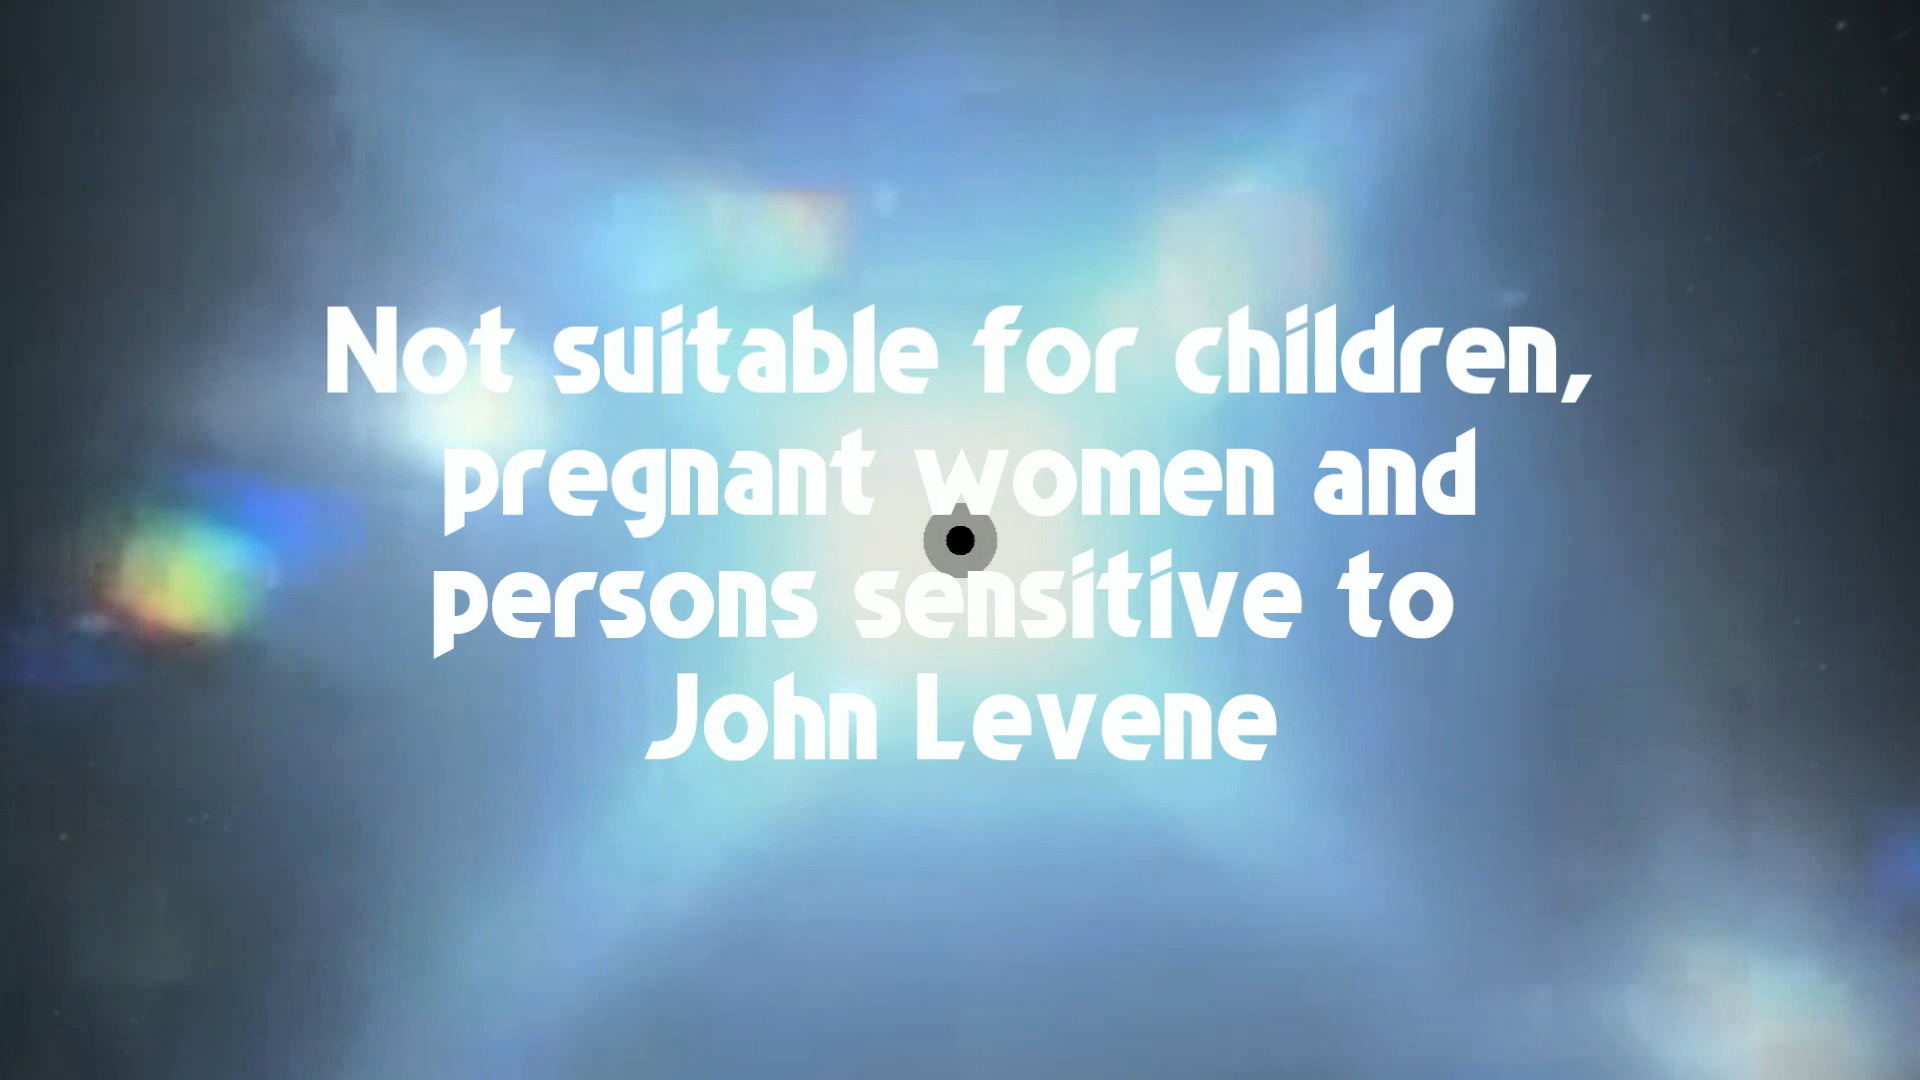 Not suitable for children,
pregnant women and
persons sensitive to
John Levene